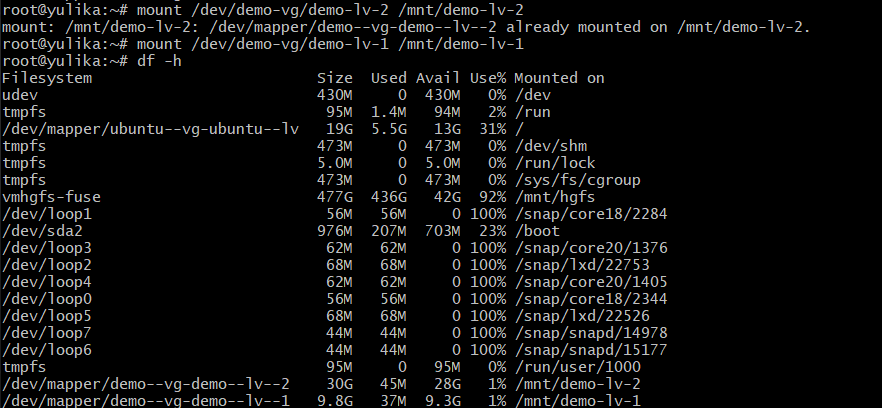 root@yulika:~# mount /dev/demo-vg/demo-lv-2 /mnt/demo-lv-2
mount: /mnt/demo-lv-2: /dev/mapper/demo--vg-demo--lv--2 already mounted on /mnt/demo-lv-2.
root@yulika:~# mount /dev/demo-vg/demo-lv-1 /mnt/demo-lv-1
root@yulika:~# df -h
Filesystem                         Size  Used Avail Use% Mounted on
udev                               430M     0  430M   0% /dev
tmpfs                               95M  1.4M   94M   2% /run
/dev/mapper/ubuntu--vg-ubuntu--lv   19G  5.5G   13G  31% /
tmpfs                              473M     0  473M   0% /dev/shm
tmpfs                              5.0M     0  5.0M   0% /run/lock
tmpfs                              473M     0  473M   0% /sys/fs/cgroup
vmhgfs-fuse                        477G  436G   42G  92% /mnt/hgfs
/dev/loop1                          56M   56M     0 100% /snap/core18/2284
/dev/sda2                          976M  207M  703M  23% /boot
/dev/loop3                          62M   62M     0 100% /snap/core20/1376
/dev/loop2                          68M   68M     0 100% /snap/lxd/22753
/dev/loop4                          62M   62M     0 100% /snap/core20/1405
/dev/loop0                          56M   56M     0 100% /snap/core18/2344
/dev/loop5                          68M   68M     0 100% /snap/lxd/22526
/dev/loop7                          44M   44M     0 100% /snap/snapd/14978
/dev/loop6                          44M   44M     0 100% /snap/snapd/15177
tmpfs                               95M     0   95M   0% /run/user/1000
/dev/mapper/demo--vg-demo--lv--2    30G   45M   28G   1% /mnt/demo-lv-2
/dev/mapper/demo--vg-demo--lv--1   9.8G   37M  9.3G   1% /mnt/demo-lv-1